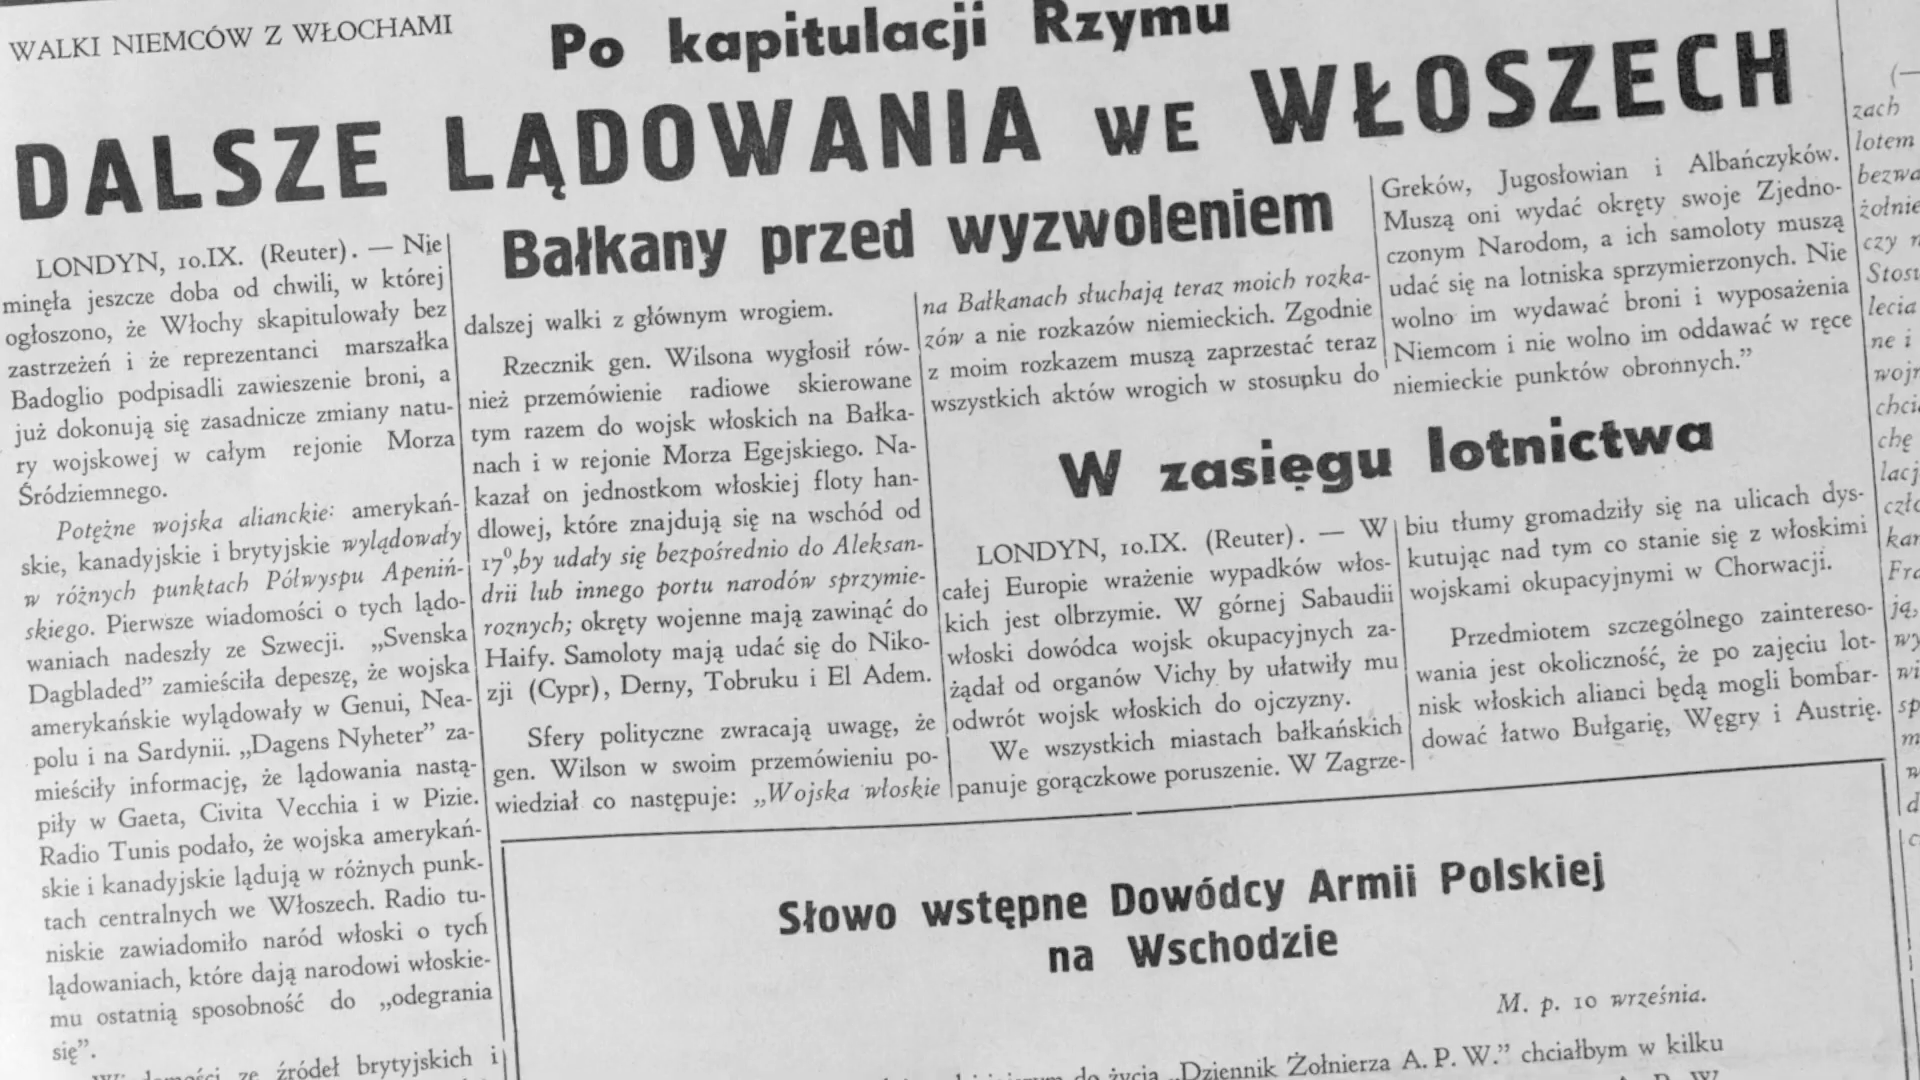 WALKI NIEMCÓW Z WŁOCHAMI
Po kapitulacji Rzymu
DALSZE LĄDOWANIA WE WŁOSZECH
Bałkany przed wyzwoleniem
LONDYN, 10.IX. (Reuter). — Nie
minęła jeszcze doba od chwili, w której
ogłoszono, że Włochy skapitulowały bez
zastrzeżeń i że reprezentanci marszałka
Badoglio podpisadli zawieszenie broni, a
już dokonują się zasadnicze zmiany natu-
ry wojskowej w całym rejonie Morza
Śródziemnego.
Potężne wojska alianckie: amerykań-
skie, kanadyjskie i brytyjskie wylądowały
w różnych punktach Półwyspu Apeniń-
skiego. Pierwsze wiadomości o tych lądo-
waniach nadeszły ze Szwecji. „Svenska
Dagbladed” zamieściła depeszę, że wojska
amerykańskie wylądowały w Genui, Nea-
polu i na Sardynii. „Dagens Nyheter” za-
mieściły informację, że lądowania nastą-
piły w Gaeta, Civita Vecchia i w Pizie.
Radio Tunis podało, że wojska amerykań-
skie i kanadyjskie lądują w różnych punk-
tach centralnych we Włoszech. Radio tu-
niskie zawiadomiło naród włoski o tych
lądowaniach, które dają narodowi włoskie-
mu ostatnią sposobność do „odegrania
się”.
ze źródeł brytyjskich i
dalszej walki z głównym wrogiem.
Rzecznik gen. Wilsona wygłosił rów-
nież przemówienie radiowe skierowane
tym razem do wojsk włoskich na Bałka-
nach i w rejonie Morza Egejskiego. Na-
kazał on jednostkom włoskiej floty han-
dlowej, które znajdują się na wschód od
17⁰,by udały się bezpośrednio do Aleksan-
drii lub innego portu narodów sprzymie-
roznych; okręty wojenne mają zawinąć do
Haify. Samoloty mają udać się do Niko-
zji (Cypr), Derny, Tobruku i El Adem.
Sfery polityczne zwracają uwagę, że
gen. Wilson w swoim przemówieniu po-
wiedział co następuje: „Wojska włoskie
na Bałkanach słuchają teraz moich rozka-
zów a nie rozkazów niemieckich. Zgodnie
z moim rozkazem muszą zaprzestać teraz
wszystkich aktów wrogich w stosunku do
Greków, Jugosłowian i Albańczyków.
Muszą oni wydać okręty swoje Zjedno-
czonym Narodom, a ich samoloty muszą
udać się na lotniska sprzymierzonych. Nie
wolno im wydawać broni i wyposażenia
Niemcom i nie wolno im oddawać w ręce
niemieckie punktów obronnych.”
W zasięgu lotnictwa
LONDYN, 10.IX. (Reuter). — W
całej Europie wrażenie wypadków włos-
kich jest olbrzymie. W górnej Sabaudii
włoski dowódca wojsk okupacyjnych za-
żądał od organów Vichy by ułatwiły mu
odwrót wojsk włoskich do ojczyzny.
We wszystkich miastach bałkańskich
panuje gorączkowe poruszenie. W Zagrze-
biu tłumy gromadziły się na ulicach dys-
kutując nad tym co stanie się z włoskimi
wojskami okupacyjnymi w Chorwacji.
Przedmiotem szczególnego zaintereso-
wania jest okoliczność, że po zajęciu lot-
nisk włoskich alianci będą mogli bombar-
dować łatwo Bułgarię, Węgry i Austrię.
Słowo wstępne Dowódcy Armii Polskiej
na Wschodzie
M. p. 10 września.
do życia „Dziennik Żołnierza A. P. W.” chciałbym w kilku
(—
zach
lotem
czy
ne i